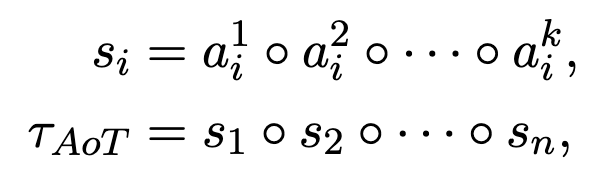 s_i = a_i^1 ∘ a_i^2 ∘ ⋯ ∘ a_i^k,
τ_{AoT} = s_1 ∘ s_2 ∘ ⋯ ∘ s_n,